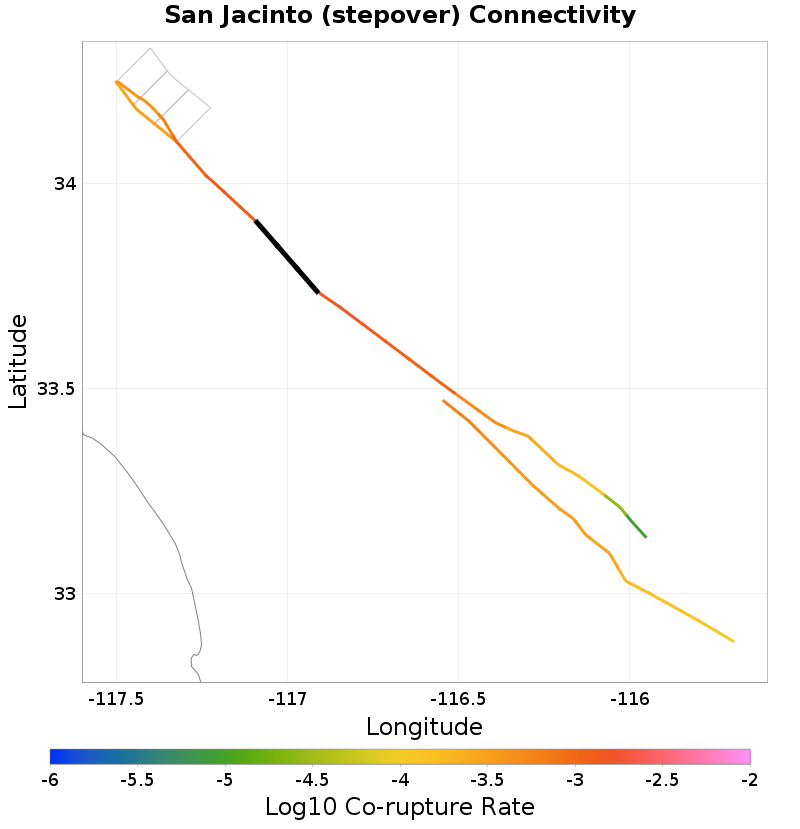 San Jacinto (stepover) Connectivity
Latitude
34
33.5
33
-117.5 -117 -116.5 -116
Longitude
-6 -5.5 -5 -4.5 -4 -3.5 -3 -2.5 -2
Log10 Co-rupture Rate